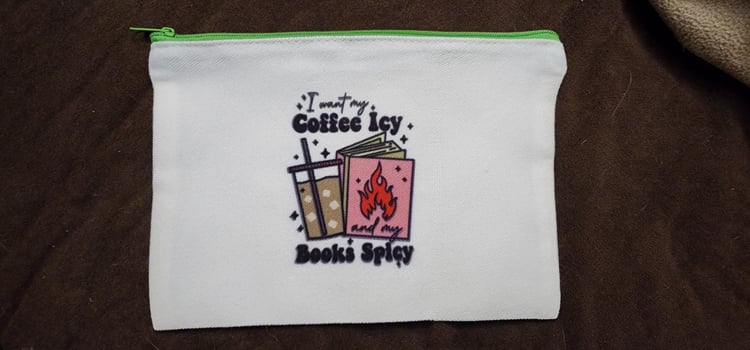 I want my
Coffee Icy
and my
Books Spicy